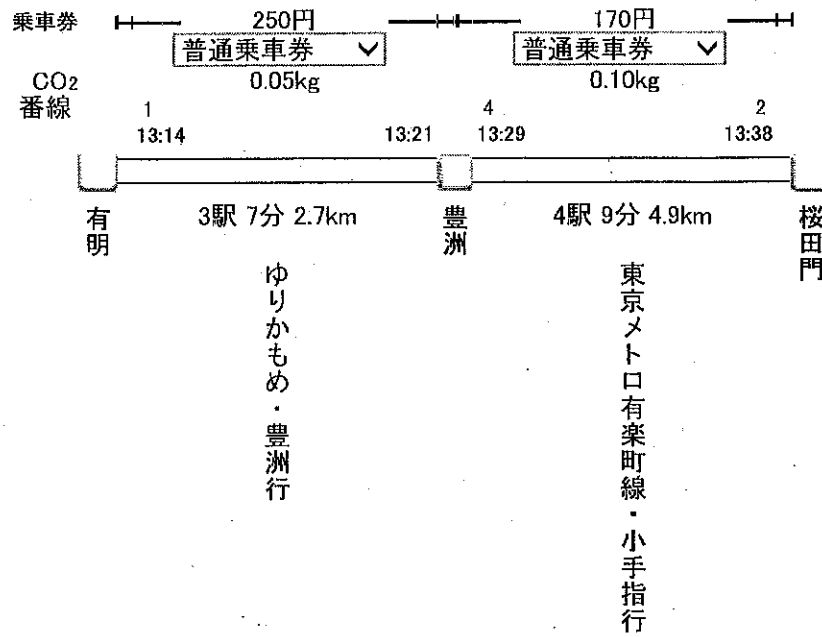 乗車券 250円 170円
普通乗車券 普通乗車券
CO2 0.05kg 0.10kg
番線 1 4 2
13:14 13:21 13:29 13:38
有明 3駅 7分 2.7km 豊洲 4駅 9分 4.9km 桜田門
ゆりかもめ・豊洲行
東京メトロ有楽町線・小手指行